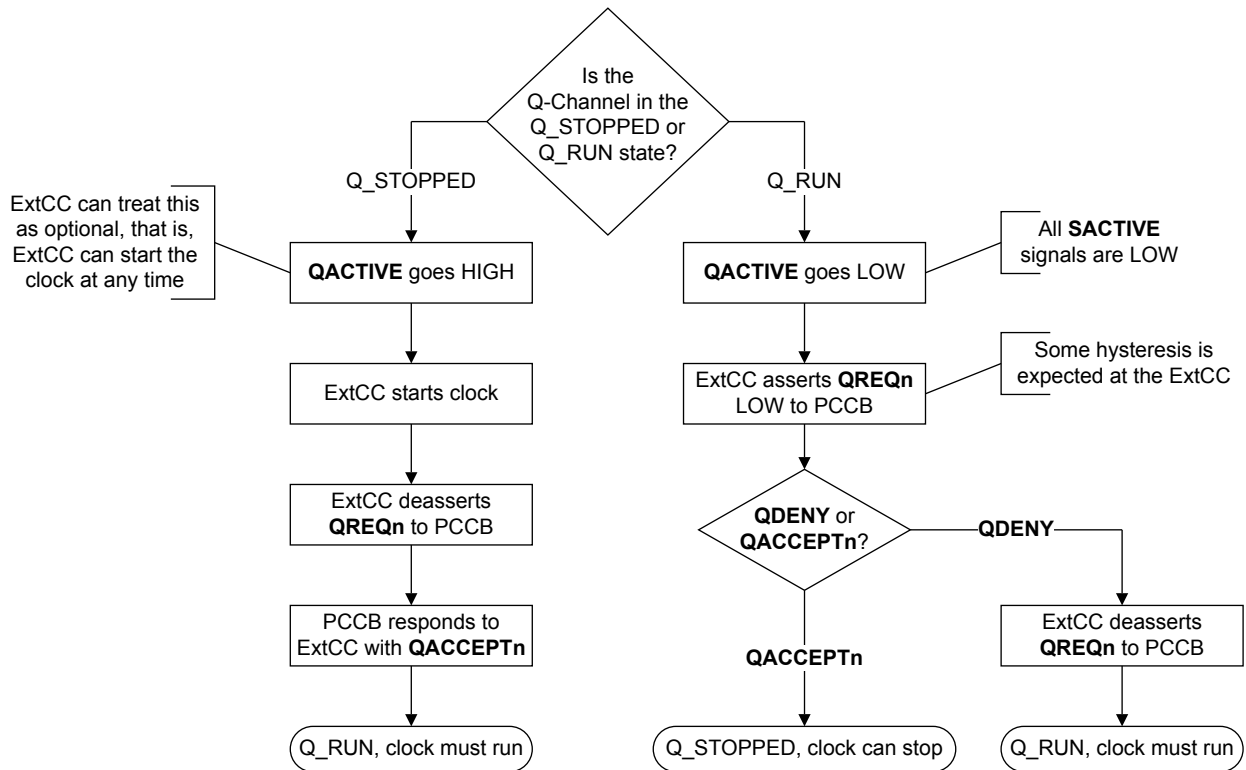 Is the
Q-Channel in the
Q_STOPPED or
Q_RUN state?
Q_STOPPED
Q_RUN
ExtCC can treat this
as optional, that is,
ExtCC can start the
clock at any time
QACTIVE goes HIGH
QACTIVE goes LOW
All SACTIVE
signals are LOW
ExtCC starts clock
ExtCC asserts QREQn
LOW to PCCB
Some hysteresis is
expected at the ExtCC
ExtCC deasserts
QREQn to PCCB
QDENY or
QACCEPTn?
QDENY
PCCB responds to
ExtCC with QACCEPTn
QACCEPTn
ExtCC deasserts
QREQn to PCCB
Q_RUN, clock must run
Q_STOPPED, clock can stop
Q_RUN, clock must run